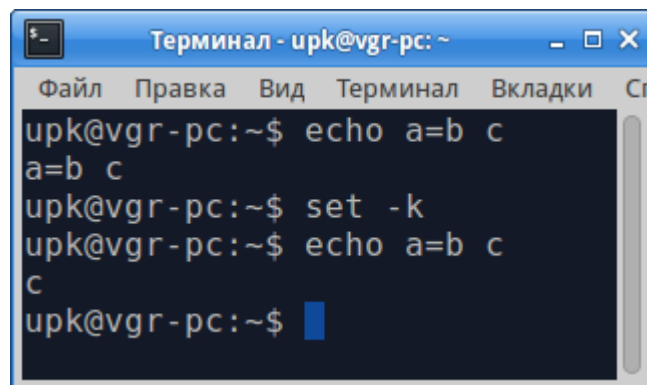 Терминал - upk@vgr-pc: ~
Файл Правка Вид Терминал Вкладки
upk@vgr-pc:~$ echo a=b c
a=b c
upk@vgr-pc:~$ set -k
upk@vgr-pc:~$ echo a=b c
c
upk@vgr-pc:~$